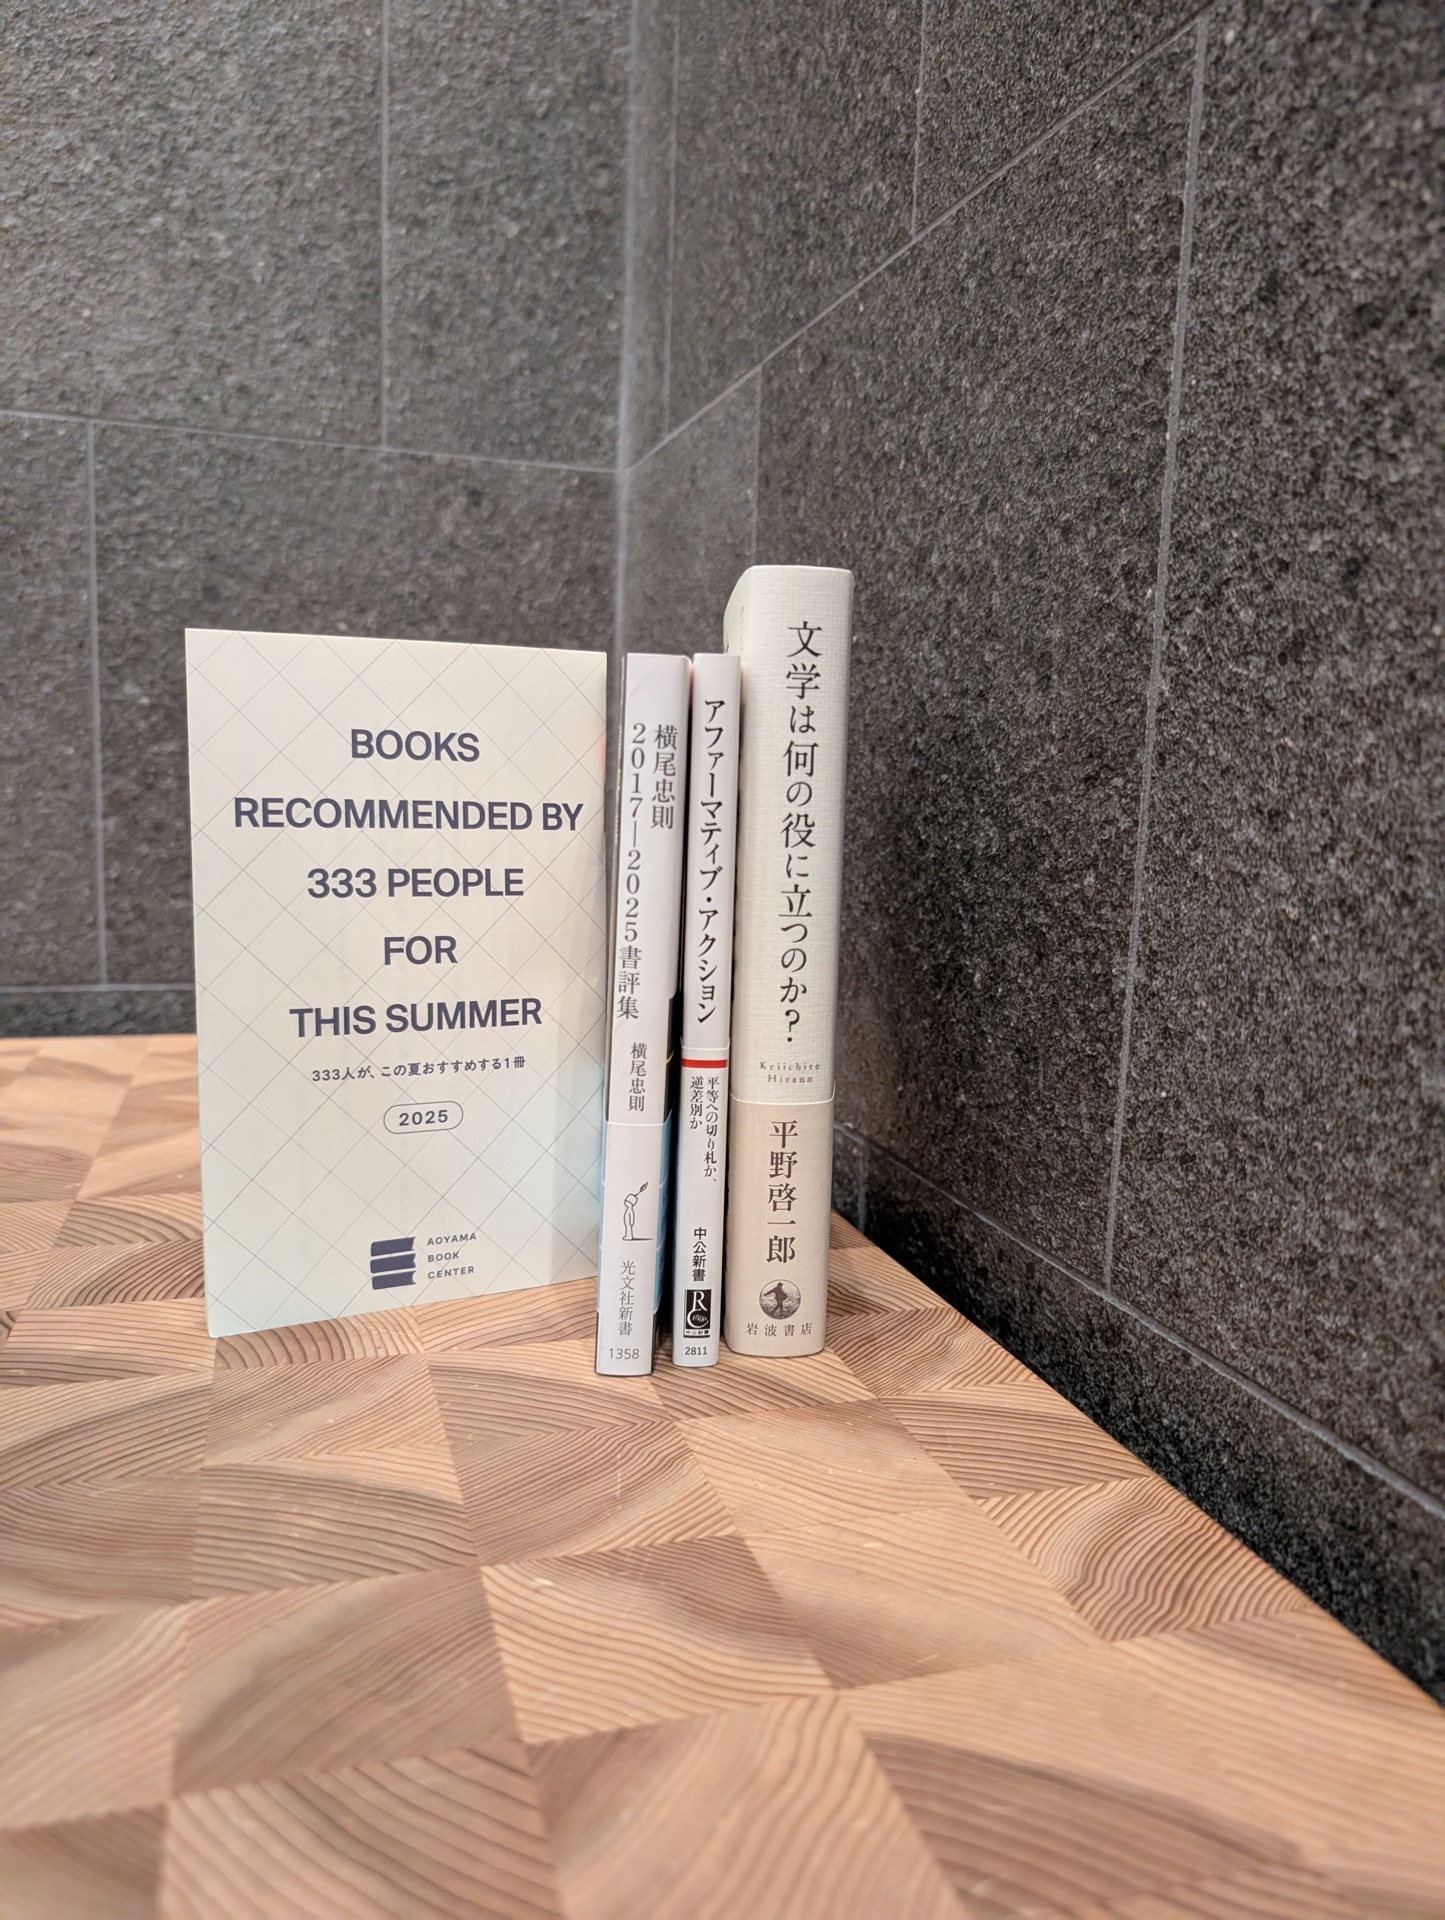 BOOKS
RECOMMENDED BY
333 PEOPLE
FOR
THIS SUMMER
333人が、この夏おすすめする1冊
2025
AOYAMA
BOOK
CENTER
横尾忠則
2017―2025書評集
横尾忠則
光文社新書
1358
アファーマティブ・アクション
平等への切り札か、
逆差別か
中公新書
R
中公新書
2811
文学は何の役に立つのか?
Keiichiro
Hirano
平野啓一郎
岩波書店